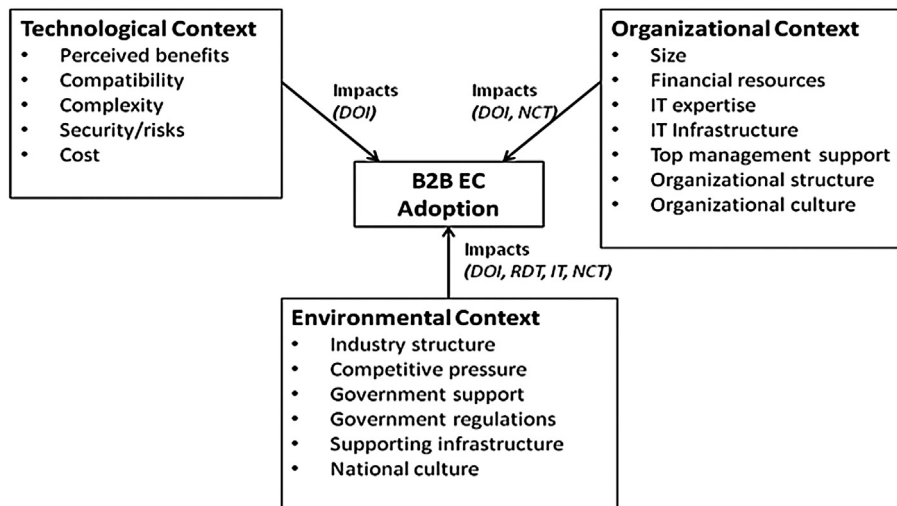 Technological Context
• Perceived benefits
• Compatibility
• Complexity
• Security/risks
• Cost
Impacts
(DOI)
Organizational Context
• Size
• Financial resources
• IT expertise
• IT Infrastructure
• Top management support
• Organizational structure
• Organizational culture
Impacts
(DOI, NCT)
B2B EC
Adoption
Impacts
(DOI, RDT, IT, NCT)
Environmental Context
• Industry structure
• Competitive pressure
• Government support
• Government regulations
• Supporting infrastructure
• National culture